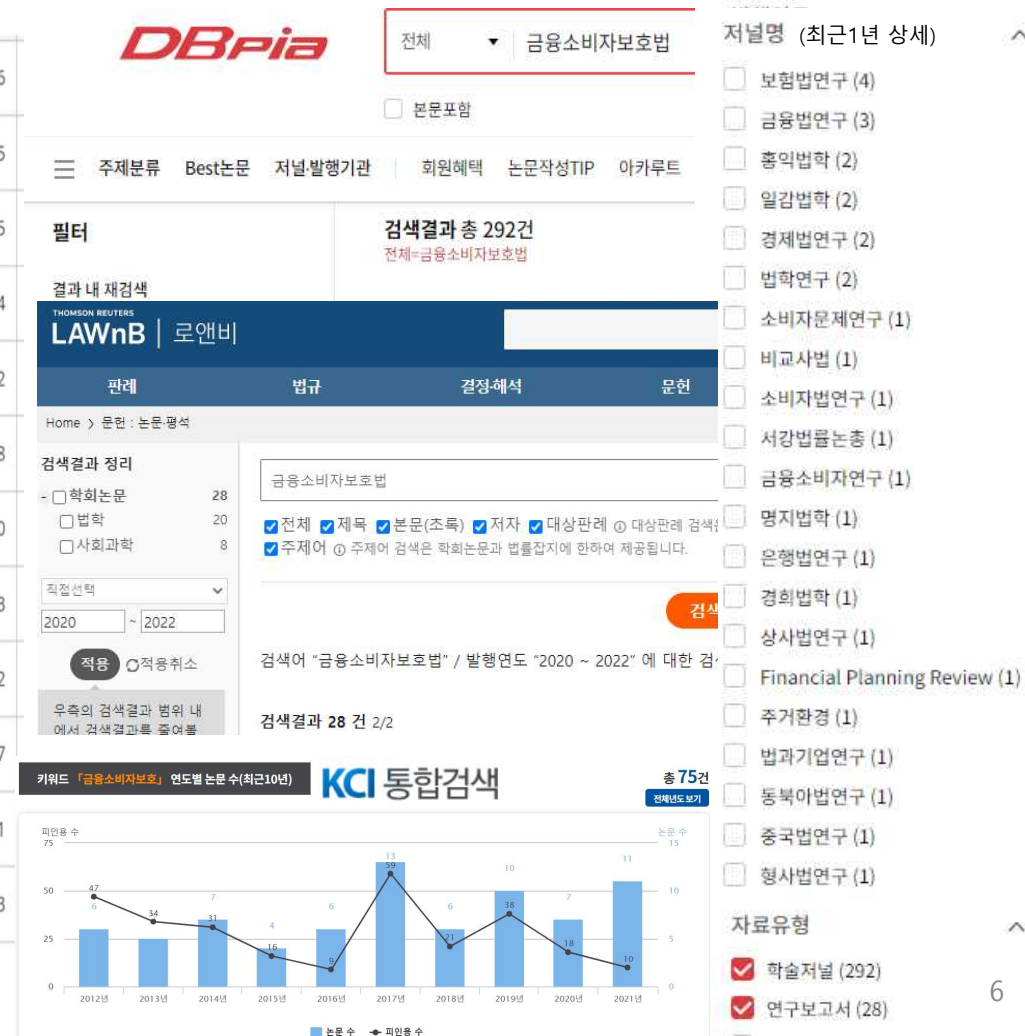 DBpia
전체 ▼ 금융소비자보호법
본문포함
주제분류 Best논문 저널·발행기관 회원혜택 논문작성TIP 아카루트
필터
검색결과 총 292건
전체=금융소비자보호법
결과 내 재검색
THOMSON REUTERS
LAWnB | 로앤비
판례 법규 결정·해석 문헌
Home > 문헌 : 논문·평석
검색결과 정리
- 학회논문 28
법학 20
사회과학 8
직접선택
2020 ~ 2022
적용 적용취소
우측의 검색결과 범위 내
에서 검색결과를 줄여볼
금융소비자보호법
전체 제목 본문(초록) 저자 대상판례 대상판례 검색
주제어 주제어 검색은 학회논문과 법률잡지에 한하여 제공됩니다.
검색
검색어 "금융소비자보호법" / 발행연도 "2020 ~ 2022" 에 대한 검
검색결과 28 건 2/2
키워드 「금융소비자보호」 연도별 논문 수(최근10년)
KCI 통합검색
총 75건
전체년도 보기
피인용 수 논문 수
75 15
50 10
25 5
0 0
47 34 31 16 9 59 21 38 18 10
6 7 4 6 13 6 10 7 11
2012년 2013년 2014년 2015년 2016년 2017년 2018년 2019년 2020년 2021년
논문 수 피인용 수
저널명 (최근1년 상세)
보험법연구 (4)
금융법연구 (3)
홍익법학 (2)
일감법학 (2)
경제법연구 (2)
법학연구 (2)
소비자문제연구 (1)
비교사법 (1)
소비자법연구 (1)
서강법률논총 (1)
금융소비자연구 (1)
명지법학 (1)
은행법연구 (1)
경희법학 (1)
상사법연구 (1)
Financial Planning Review (1)
주거환경 (1)
법과기업연구 (1)
동북아법연구 (1)
중국법연구 (1)
형사법연구 (1)
자료유형
학술저널 (292)
연구보고서 (28)
6